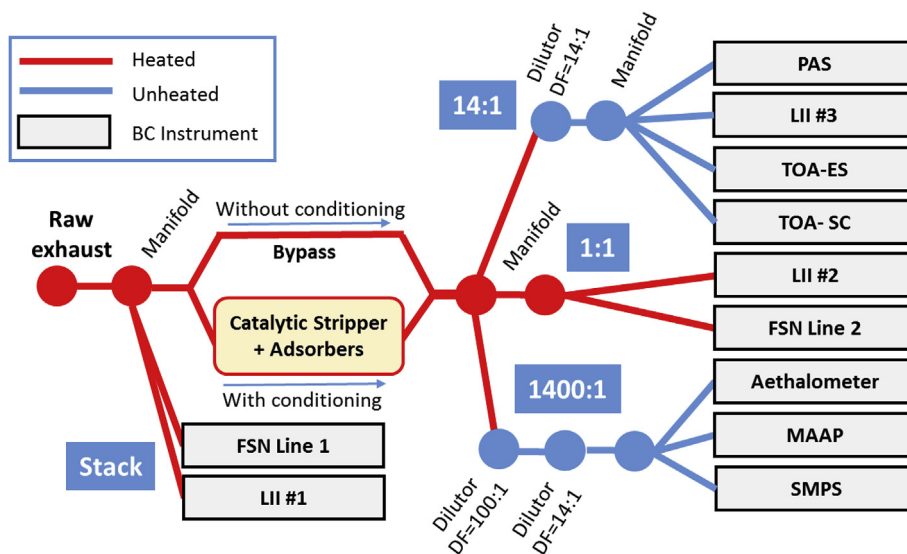 Heated
Unheated
BC Instrument
Raw
exhaust
Manifold
Without conditioning
Bypass
Catalytic Stripper
+ Adsorbers
With conditioning
Stack
FSN Line 1
LII #1
Manifold
14:1
Dilutor
DF=14:1
Manifold
PAS
LII #3
TOA-ES
TOA- SC
1:1
LII #2
FSN Line 2
1400:1
Dilutor
DF=100:1
Dilutor
DF=14:1
Aethalometer
MAAP
SMPS